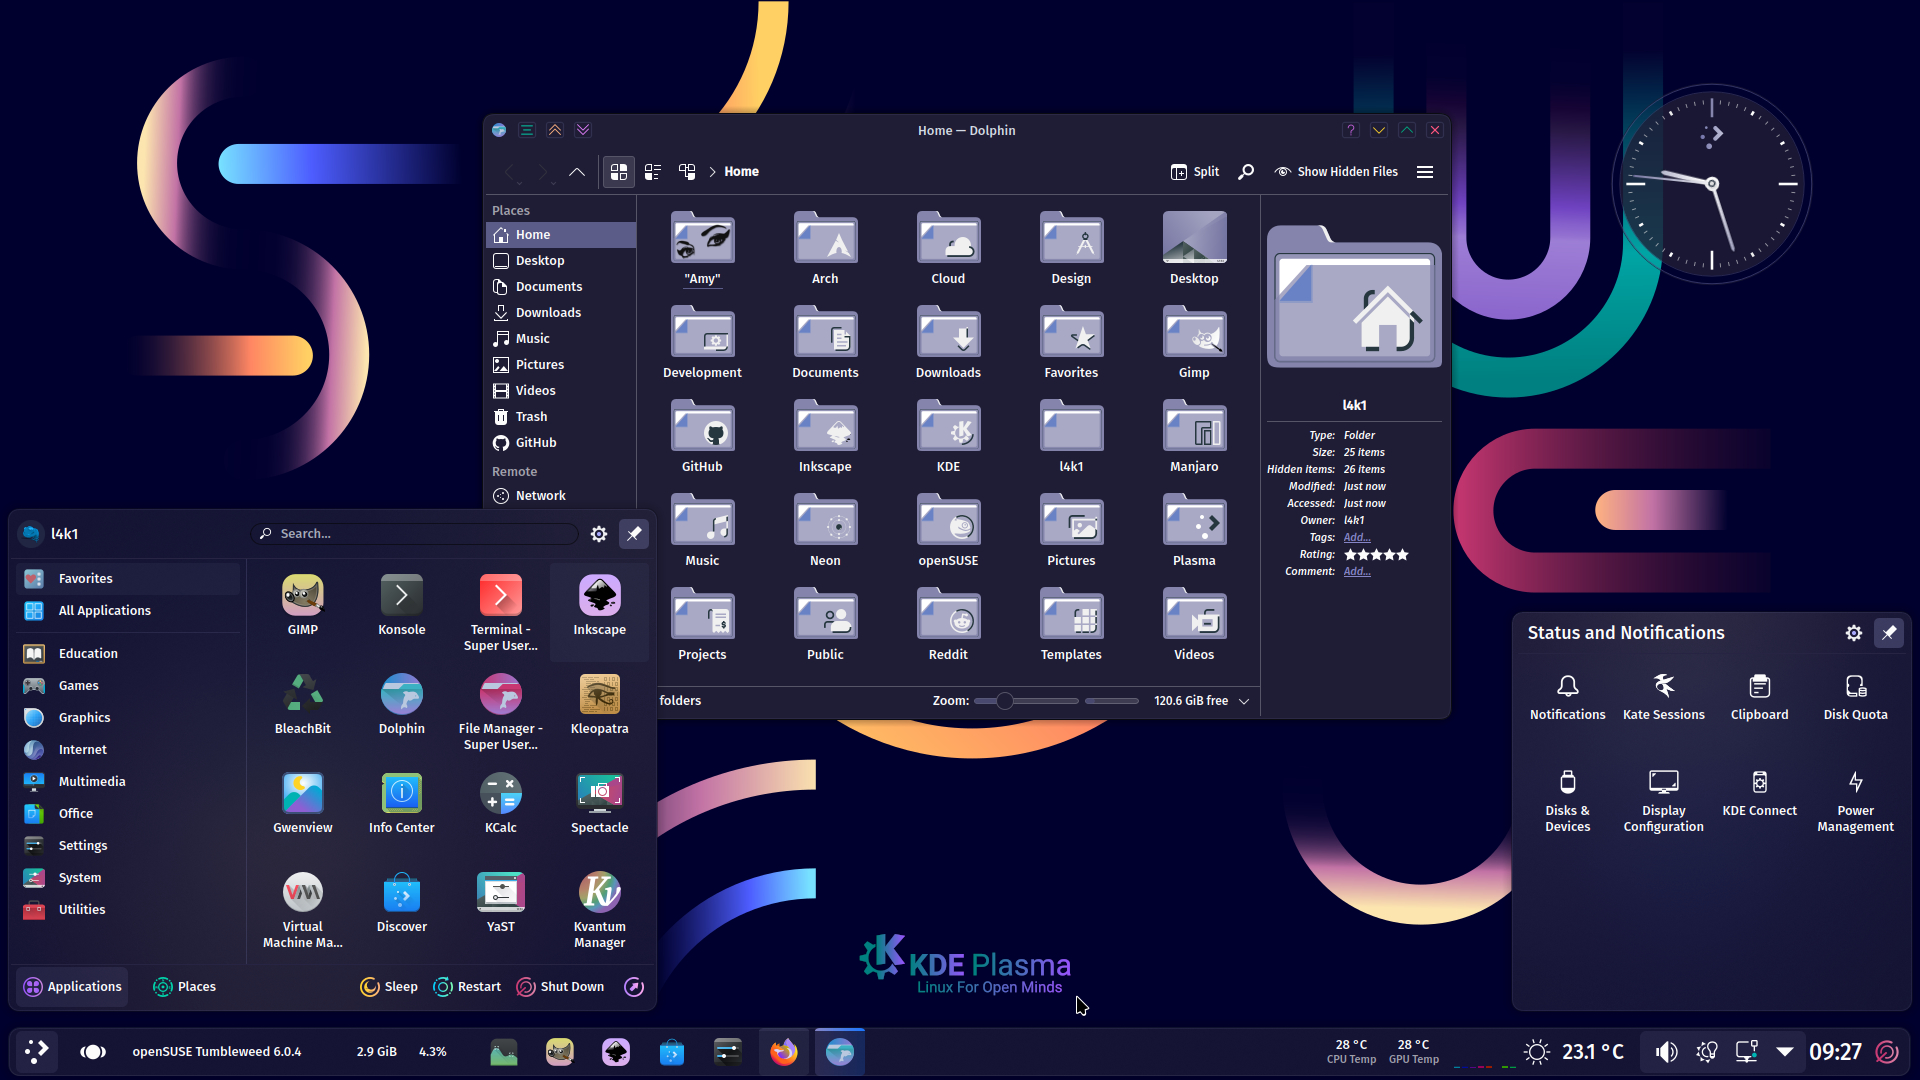 Home — Dolphin
Home
Split
Show Hidden Files
Places
Home
Desktop
Documents
Downloads
Music
Pictures
Videos
Trash
GitHub
Remote
Network
"Amy"
Arch
Cloud
Design
Desktop
Development
Documents
Downloads
Favorites
Gimp
GitHub
Inkscape
KDE
l4k1
Manjaro
Music
Neon
openSUSE
Pictures
Plasma
Projects
Public
Reddit
Templates
Videos
folders
Zoom:
120.6 GiB free
l4k1
Type: Folder
Size: 25 items
Hidden items: 26 items
Modified: Just now
Accessed: Just now
Owner: l4k1
Tags: Add...
Rating:
Comment: Add...
l4k1
Search...
Favorites
All Applications
Education
Games
Graphics
Internet
Multimedia
Office
Settings
System
Utilities
GIMP
Konsole
Terminal -
Super User...
Inkscape
BleachBit
Dolphin
File Manager -
Super User...
Kleopatra
Gwenview
Info Center
KCalc
Spectacle
Virtual
Machine Ma...
Discover
YaST
Kvantum
Manager
Applications
Places
Sleep
Restart
Shut Down
Status and Notifications
Notifications
Kate Sessions
Clipboard
Disk Quota
Disks &
Devices
Display
Configuration
KDE Connect
Power
Management
KDE Plasma
Linux For Open Minds
openSUSE Tumbleweed 6.0.4
2.9 GiB
4.3%
28 °C
CPU Temp
28 °C
GPU Temp
23.1 °C
09:27